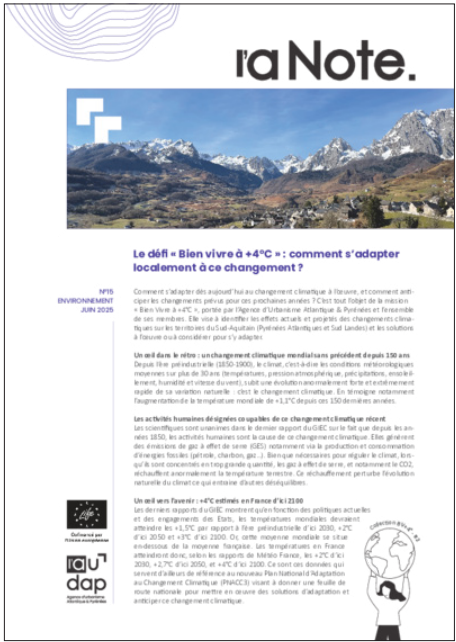 l'a Note.
Le défi « Bien vivre à +4°C » : comment s'adapter
localement à ce changement ?
N°15
ENVIRONNEMENT
JUIN 2025
Comment s'adapter dès aujourd'hui au changement climatique à l'œuvre, et comment anti-
ciper les changements prévus pour ces prochaines années ? C'est tout l'objet de la mission
« Bien Vivre à +4°C », portée par l'Agence d'Urbanisme Atlantique & Pyrénées et l'ensemble
de ses membres. Elle vise à identifier les effets actuels et projetés des changements clima-
tiques sur les territoires du Sud-Aquitain (Pyrénées Atlantiques et Sud Landes) et les solutions
à l'œuvre ou à considérer pour s'y adapter.
Un œil dans le rétro : un changement climatique mondial sans précédent depuis 150 ans
Depuis l'ère préindustrielle (1850-1900), le climat, c'est-à-dire les conditions météorologiques
moyennes sur plus de 30 ans (températures, pression atmosphérique, précipitations, ensoleil-
lement, humidité et vitesse du vent), subit une évolution anormalement forte et extrêmement
rapide de sa variation naturelle : c'est le changement climatique. En témoigne notamment
l'augmentation de la température mondiale de +1,1°C depuis ces 150 dernières années.
Les activités humaines désignées coupables de ce changement climatique récent
Les scientifiques sont unanimes dans le dernier rapport du GIEC sur le fait que depuis les an-
nées 1850, les activités humaines sont la cause de ce changement climatique. Elles génèrent
des émissions de gaz à effet de serre (GES) notamment via la production et consommation
d'énergies fossiles (pétrole, charbon, gaz...). Bien que nécessaires pour réguler le climat, lors-
qu'ils sont concentrés en trop grande quantité, les gaz à effet de serre, et notamment le CO2,
réchauffent anormalement la température terrestre. Ce réchauffement perturbe l'évolution
naturelle du climat ce qui entraine d'autres déséquilibres.
Un œil vers l'avenir : +4°C estimés en France d'ici 2100
Les derniers rapports du GIEC montrent qu'en fonction des politiques actuelles
et des engagements des Etats, les températures mondiales devraient
atteindre les +1,5°C par rapport à l'ère préindustrielle d'ici 2030, +2°C
d'ici 2050 et +3°C d'ici 2100. Or, cette moyenne mondiale se situe
en-dessous de la moyenne française. Les températures en France
atteindront donc, selon les rapports de Météo France, les +2°C d'ici
2030, +2,7°C d'ici 2050, et +4°C d'ici 2100. Ce sont ces données qui
servent d'ailleurs de référence au nouveau Plan National d'Adaptation
au Changement Climatique (PNACC3) visant à donner une feuille de
route nationale pour mettre en œuvre des solutions d'adaptation et
anticiper ce changement climatique.
life
Cofinancé par
l'Union européenne
l'au
dap
Agence d'urbanisme
Atlantique & Pyrénées